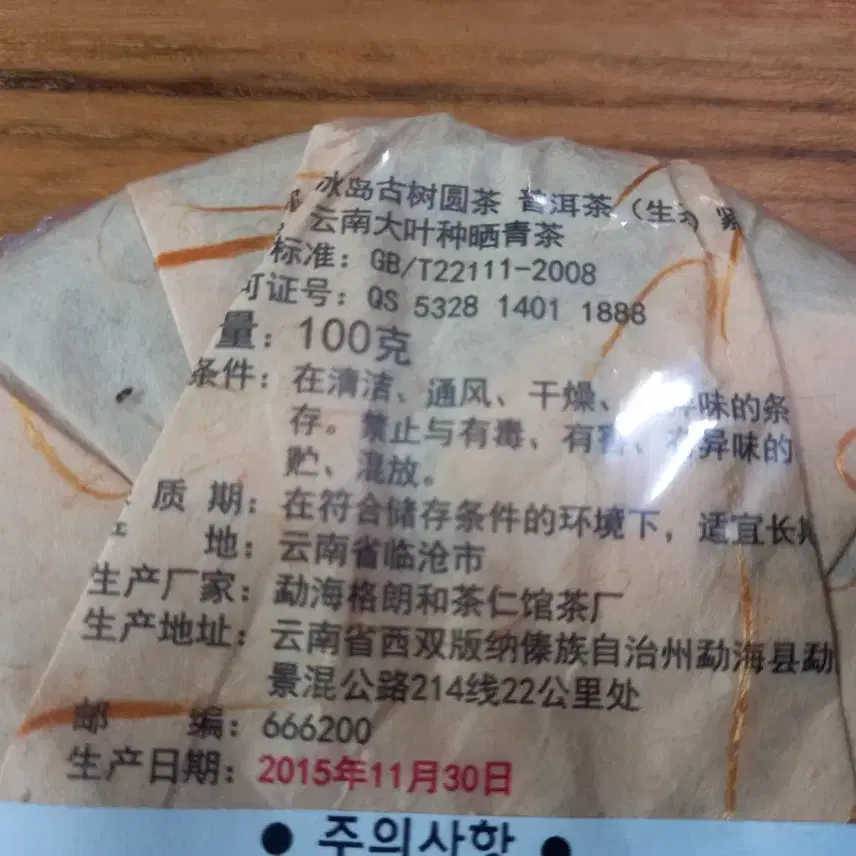 冰岛古树圆茶 普洱茶（生茶）紧
云南大叶种晒青茶
标准：GB/T22111-2008
可证号：QS 5328 1401 1888
量：100克
条件：在清洁、通风、干燥、异味的条
存。禁止与有毒、有害、有异味的
贮、混放。
质 期：在符合储存条件的环境下，适宜长期
地：云南省临沧市
生产厂家：勐海格朗和茶仁馆茶厂
生产地址：云南省西双版纳傣族自治州勐海县勐
景混公路214线22公里处
邮 编：666200
生产日期：2015年11月30日
● 주의사항 ●